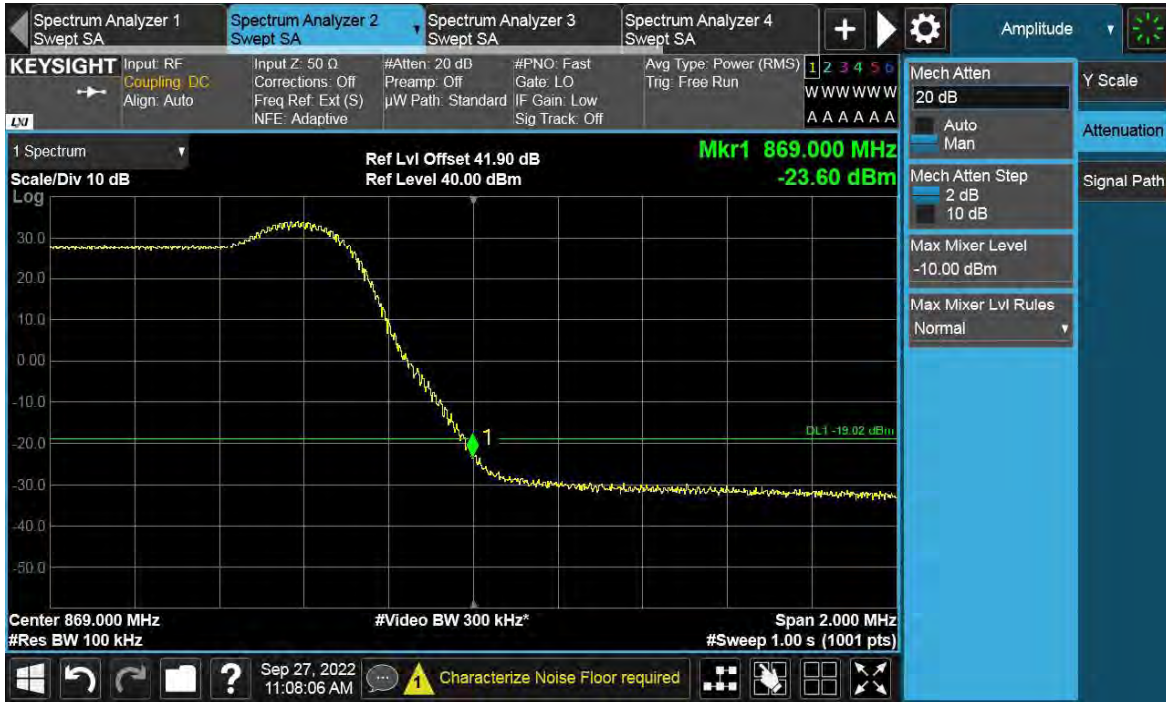 Spectrum Analyzer 1
Swept SA
Spectrum Analyzer 2
Swept SA
Spectrum Analyzer 3
Swept SA
Spectrum Analyzer 4
Swept SA
+
Amplitude
KEYSIGHT
LXI
Input: RF
Coupling: DC
Align: Auto
Input Z: 50 Ω
Corrections: Off
Freq Ref: Ext (S)
NFE: Adaptive
#Atten: 20 dB
Preamp: Off
µW Path: Standard
#PNO: Fast
Gate: LO
IF Gain: Low
Sig Track: Off
Avg Type: Power (RMS)
Trig: Free Run
1 2 3 4 5 6
W W W W W W
A A A A A A
1 Spectrum
Scale/Div 10 dB
Log
Ref Lvl Offset 41.90 dB
Ref Level 40.00 dBm
Mkr1 869.000 MHz
-23.60 dBm
30.0
20.0
10.0
0.00
-10.0
-20.0
-30.0
-40.0
-50.0
1
DL1 -19.02 dBm
Center 869.000 MHz
#Res BW 100 kHz
#Video BW 300 kHz*
Span 2.000 MHz
#Sweep 1.00 s (1001 pts)
Mech Atten
20 dB
Auto
Man
Mech Atten Step
2 dB
10 dB
Max Mixer Level
-10.00 dBm
Max Mixer Lvl Rules
Normal
Y Scale
Attenuation
Signal Path
?
Sep 27, 2022
11:08:06 AM
1
Characterize Noise Floor required